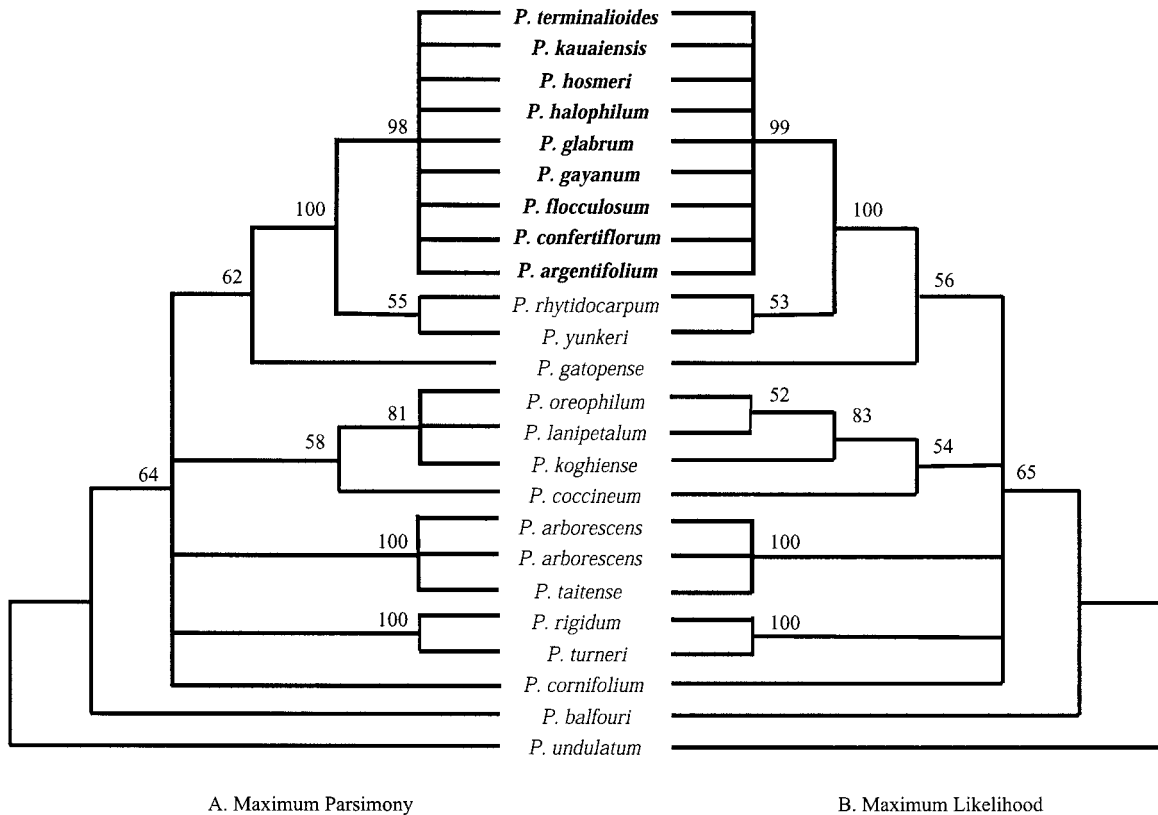 P. terminalioides
P. kauaiensis
P. hosmeri
P. halophilum
98 99
P. glabrum
P. gayanum
100 100
P. flocculosum
P. confertiflorum
P. argentifolium
62 56
55 P. rhytidocarpum 53
P. yunkeri
P. gatopense
P. oreophilum 52
81 83
P. lanipetalum
58 54
P. koghiense
64 65
P. coccineum
P. arborescens
100 100
P. arborescens
P. taitense
100 P. rigidum 100
P. turneri
P. cornifolium
P. balfouri
P. undulatum
A. Maximum Parsimony B. Maximum Likelihood